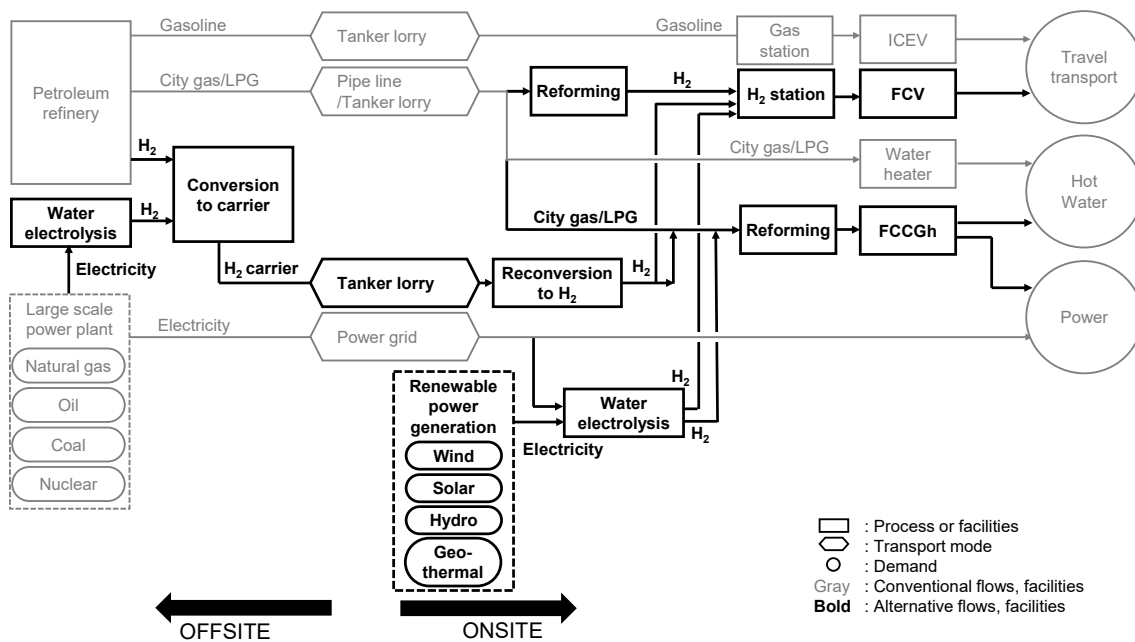 Gasoline
Tanker lorry
Gasoline
Gas
station
ICEV
Travel
transport
Petroleum
refinery
City gas/LPG
Pipe line
/Tanker lorry
Reforming
H₂
H₂ station
FCV
H₂
Conversion
to carrier
City gas/LPG
Water
heater
Hot
Water
Water
electrolysis
H₂
City gas/LPG
Reforming
FCCGh
Electricity
H₂ carrier
Tanker lorry
Reconversion
to H₂
H₂
Large scale
power plant
Natural gas
Oil
Coal
Nuclear
Electricity
Power grid
Power
Renewable
power
generation
Wind
Solar
Hydro
Geo-
thermal
Electricity
Water
electrolysis
H₂
H₂
: Process or facilities
: Transport mode
: Demand
Gray : Conventional flows, facilities
Bold : Alternative flows, facilities
OFFSITE
ONSITE